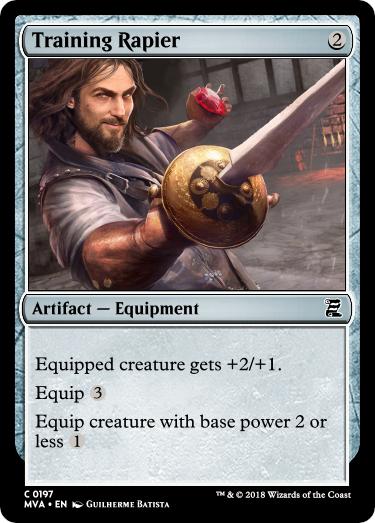 Training Rapier 2
Artifact — Equipment
Equipped creature gets +2/+1.
Equip 3
Equip creature with base power 2 or
less 1
C 0197
MVA • EN Guilherme Batista
™ & © 2018 Wizards of the Coast